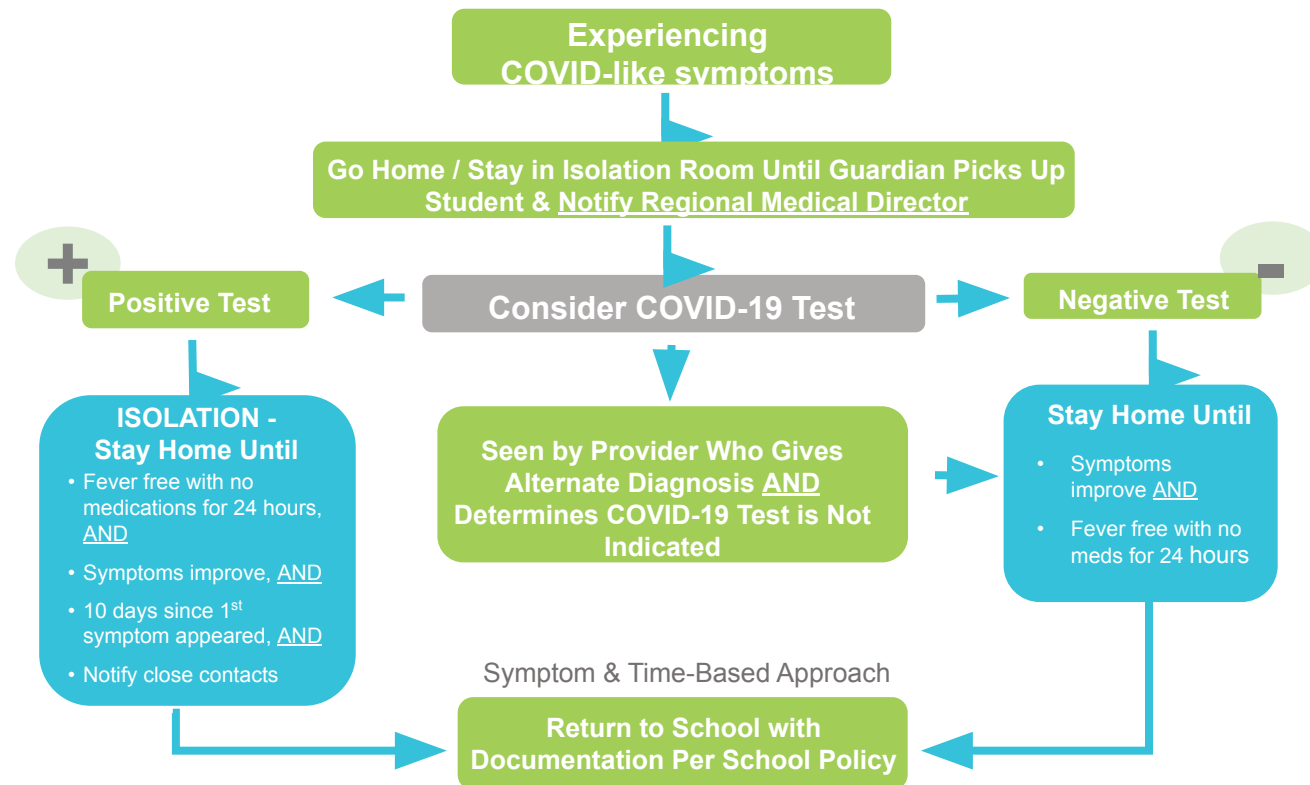 Experiencing
COVID-like symptoms
Go Home / Stay in Isolation Room Until Guardian Picks Up
Student & Notify Regional Medical Director
+
Positive Test
Consider COVID-19 Test
-
Negative Test
ISOLATION -
Stay Home Until
• Fever free with no
medications for 24 hours,
AND
• Symptoms improve, AND
• 10 days since 1st
symptom appeared, AND
• Notify close contacts
Seen by Provider Who Gives
Alternate Diagnosis AND
Determines COVID-19 Test is Not
Indicated
Stay Home Until
• Symptoms
improve AND
• Fever free with no
meds for 24 hours
Symptom & Time-Based Approach
Return to School with
Documentation Per School Policy